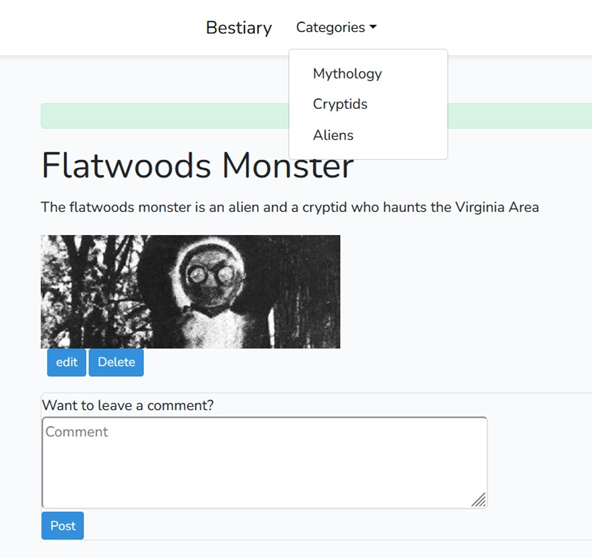 Bestiary Categories
Mythology
Cryptids
Aliens
Flatwoods Monster
The flatwoods monster is an alien and a cryptid who haunts the Virginia Area
edit Delete
Want to leave a comment?
Comment
Post